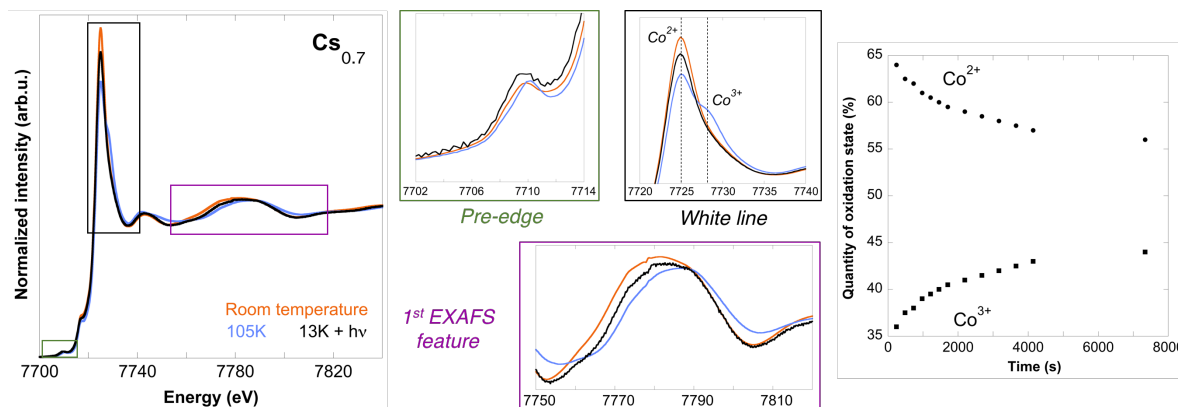 Normalized intensity (arb.u.)
Cs0.7
Room temperature
105K 13K + hν
7700 7740 7780 7820
Energy (eV)
7702 7706 7710 7714
Pre-edge
Co2+
Co3+
7720 7725 7730 7735 7740
White line
1st EXAFS
feature
7750 7770 7790 7810
Quantity of oxidation state (%)
65
60
55
50
45
40
35
Co2+
Co3+
0 2000 4000 6000 8000
Time (s)